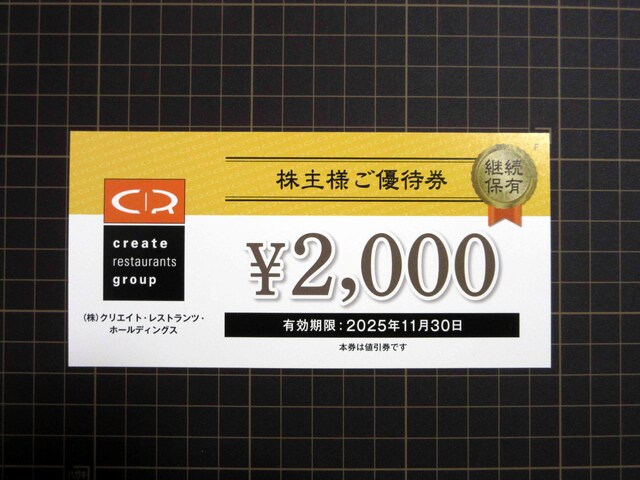 株主様ご優待券
継続
保有
F
CR
create
restaurants
group
¥2,000
(株)クリエイト・レストランツ・
ホールディングス
有効期限：2025年11月30日
本券は値引券です